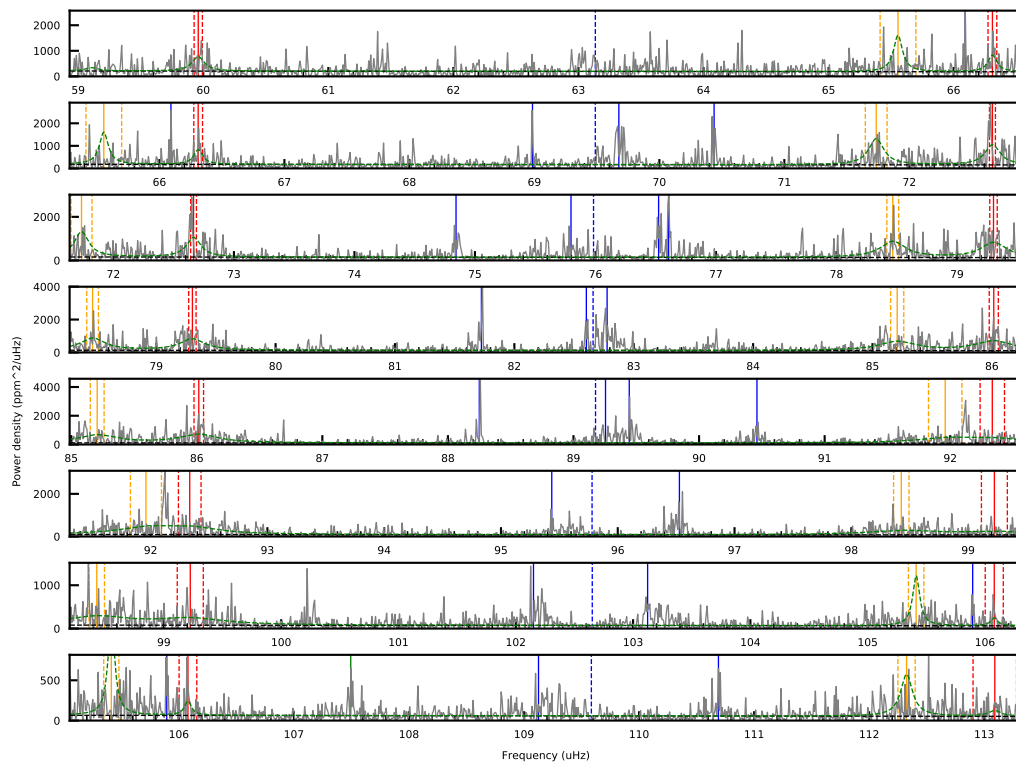 2000
1000
0
59 60 61 62 63 64 65 66
2000
1000
0
66 67 68 69 70 71 72
2000
0
72 73 74 75 76 77 78 79
4000
2000
0
79 80 81 82 83 84 85 86
4000
2000
0
85 86 87 88 89 90 91 92
Power density (ppm^2/uHz)
2000
0
92 93 94 95 96 97 98 99
1000
0
99 100 101 102 103 104 105 106
500
0
106 107 108 109 110 111 112 113
Frequency (uHz)